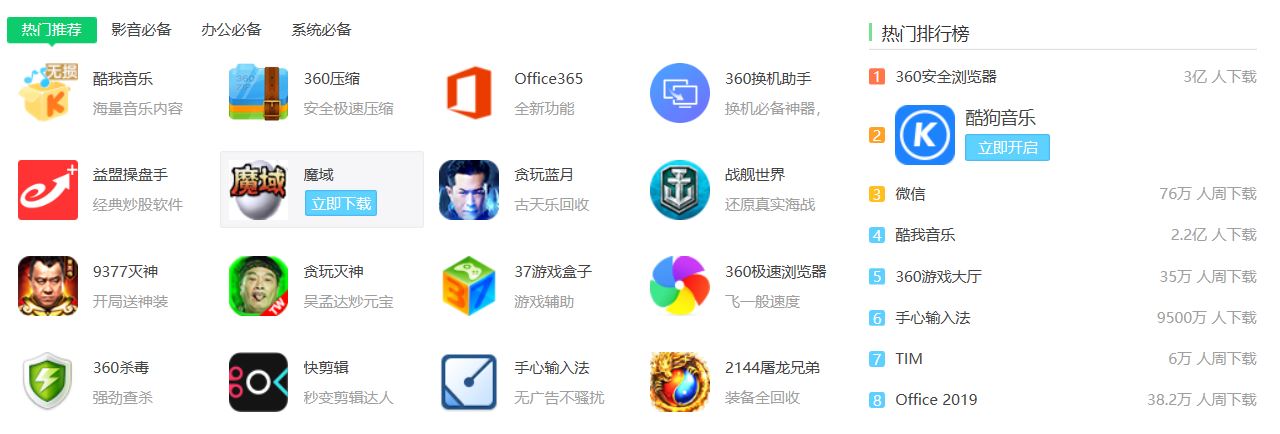 热门推荐 影音必备 办公必备 系统必备
无损
酷我音乐
海量音乐内容
360 ZIP
360压缩
安全极速压缩
Office365
全新功能
360换机助手
换机必备神器，
益盟操盘手
经典炒股软件
魔域
魔域
立即下载
贪玩蓝月
古天乐回收
战舰世界
还原真实海战
9377灭神
开局送神装
TW
贪玩灭神
吴孟达炒元宝
37
37游戏盒子
游戏辅助
360极速浏览器
飞一般速度
360杀毒
强劲查杀
快剪辑
秒变剪辑达人
手心输入法
无广告不骚扰
2144屠龙兄弟
装备全回收
热门排行榜
1 360安全浏览器 3亿 人下载
2 K 酷狗音乐
立即开启
3 微信 76万 人周下载
4 酷我音乐 2.2亿 人下载
5 360游戏大厅 35万 人周下载
6 手心输入法 9500万 人下载
7 TIM 6万 人周下载
8 Office 2019 38.2万 人周下载